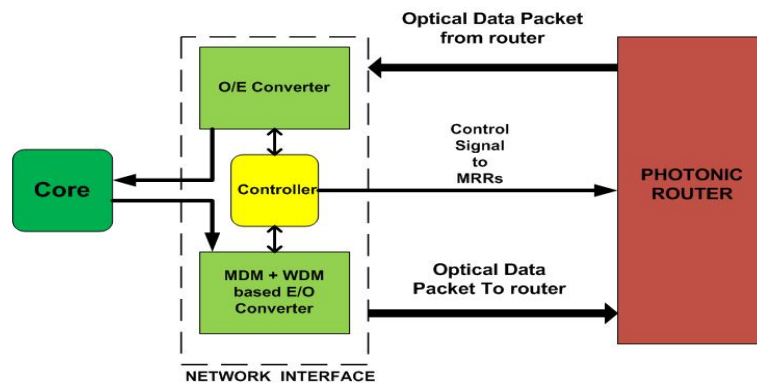 Optical Data Packet
from router
O/E Converter
Control
Signal
to
MRRs
Core
Controller
PHOTONIC
ROUTER
MDM + WDM
based E/O
Converter
Optical Data
Packet To router
NETWORK INTERFACE